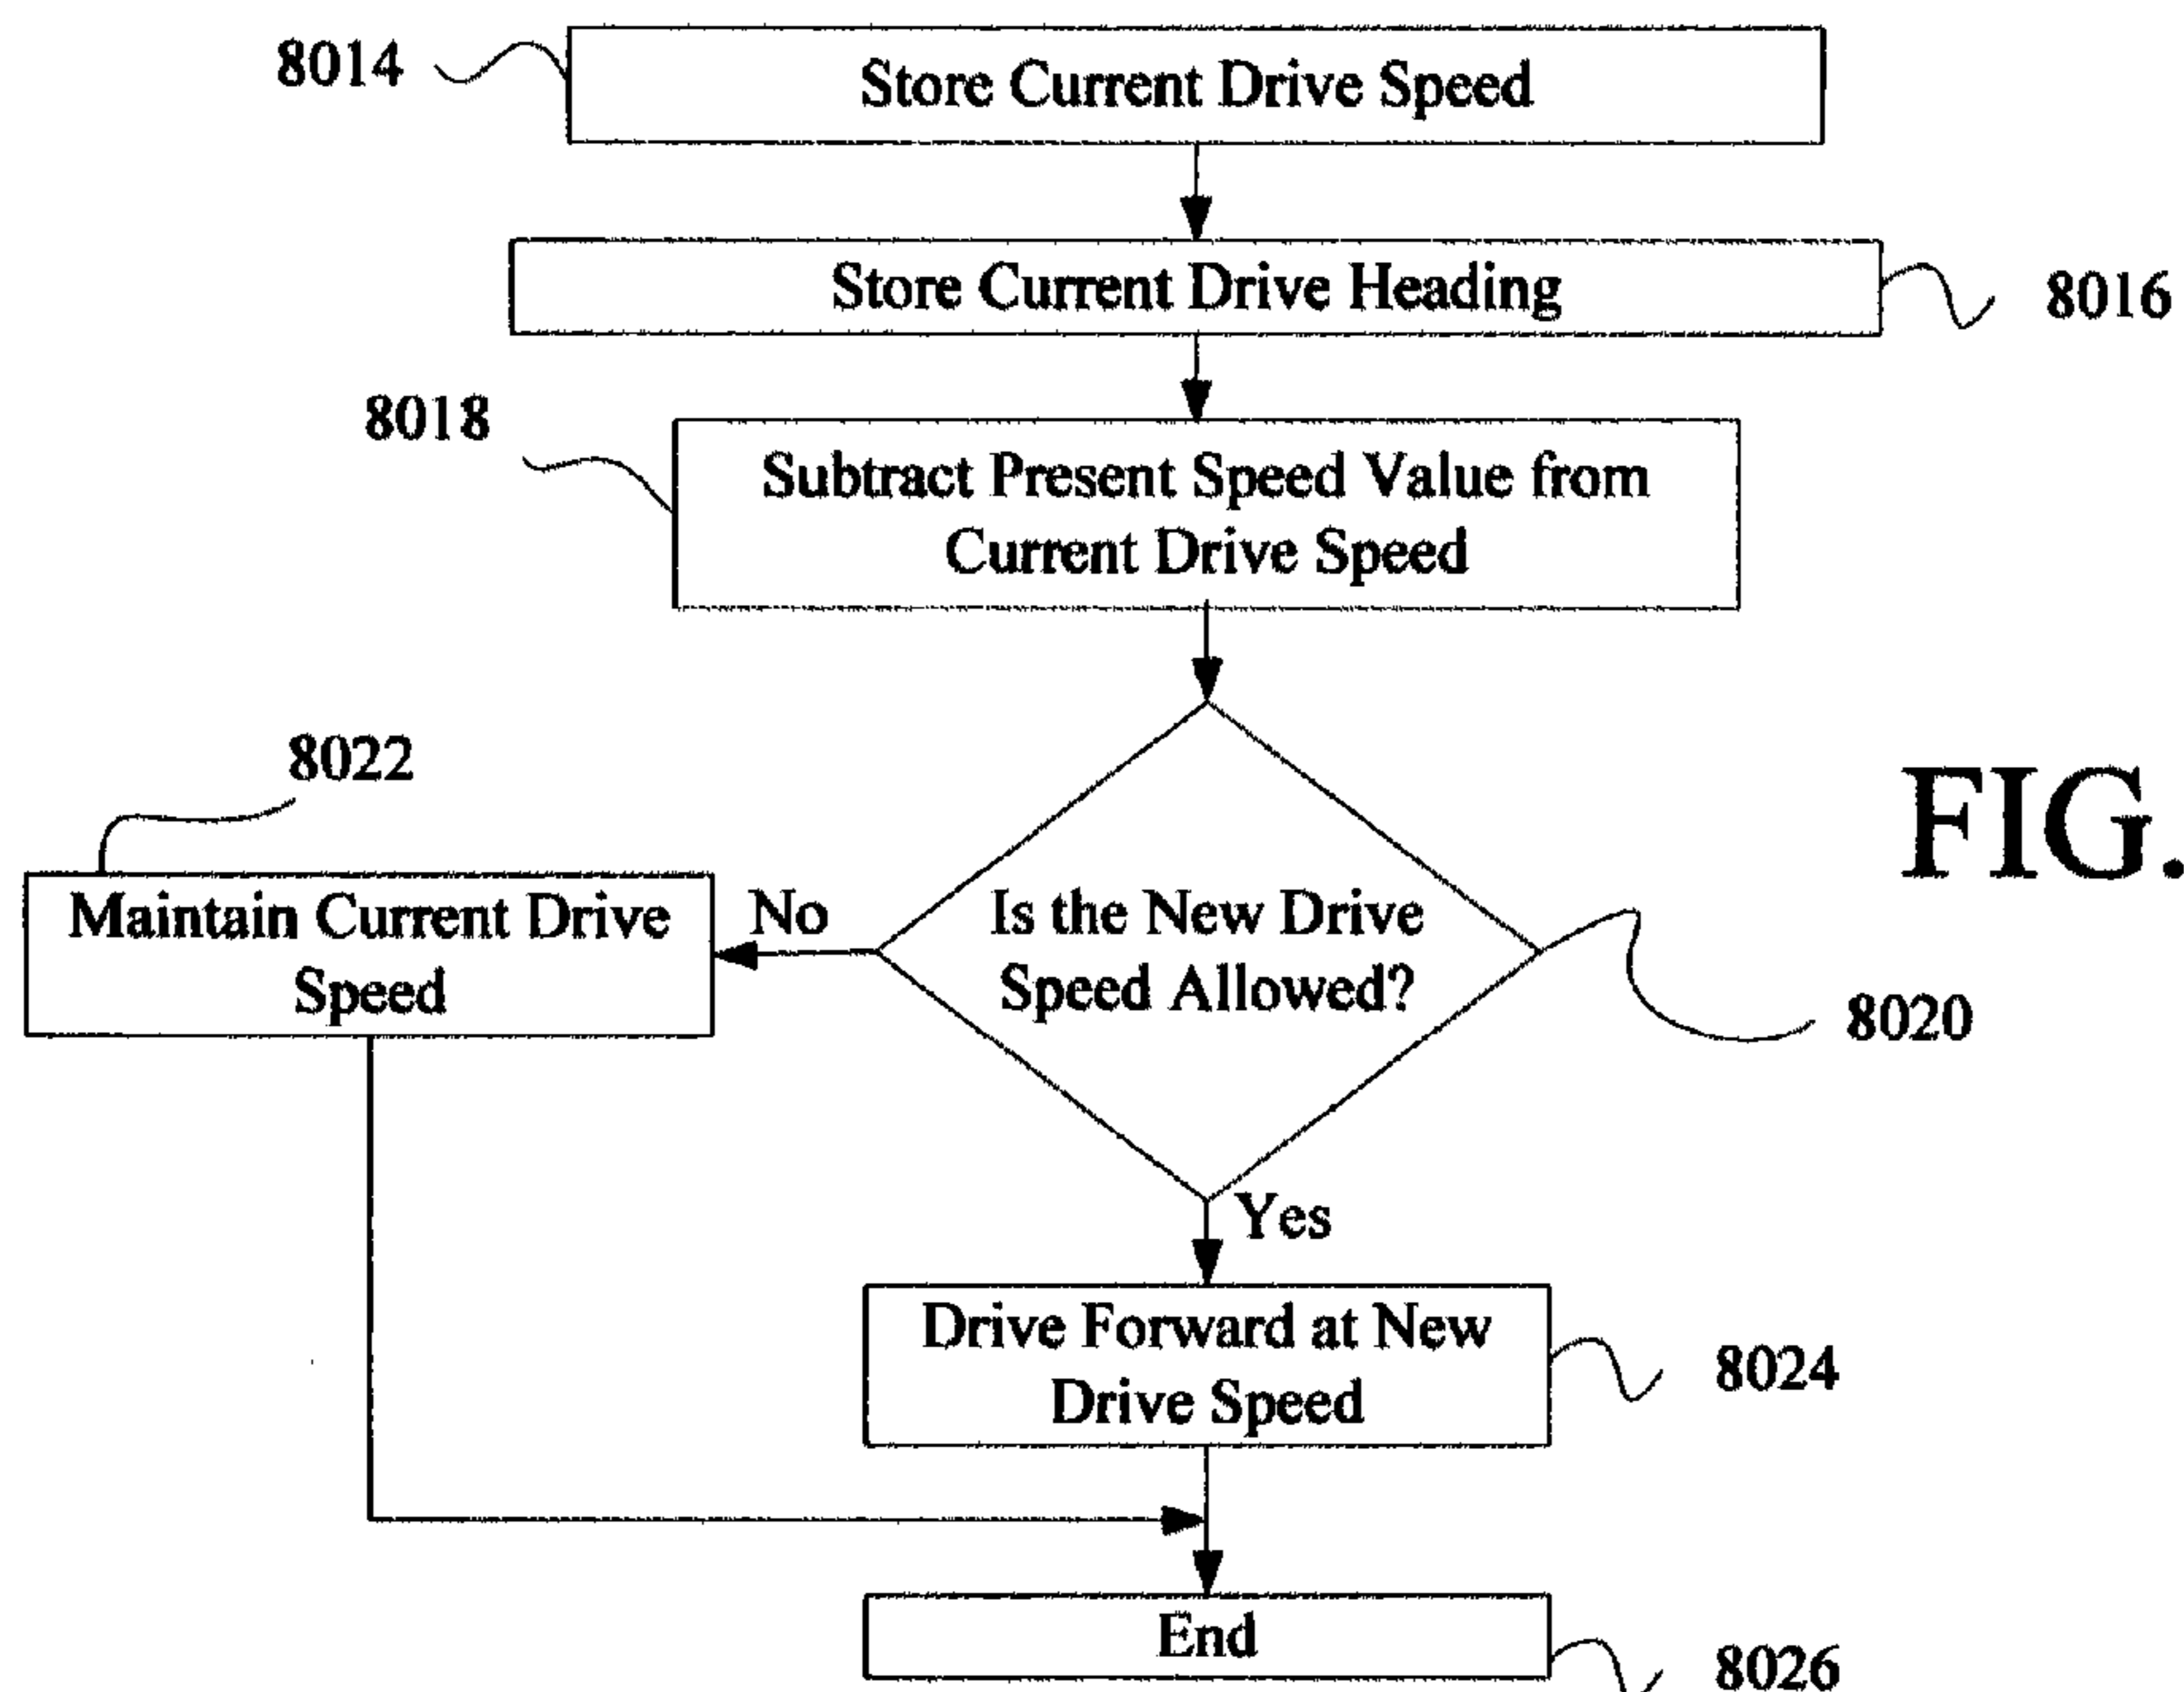 8014
Store Current Drive Speed
Store Current Drive Heading
8016
8018
Subtract Present Speed Value from
Current Drive Speed
8022
FIG.
Maintain Current Drive
Speed
No
Is the New Drive
Speed Allowed?
8020
Yes
Drive Forward at New
Drive Speed
8024
End
8026